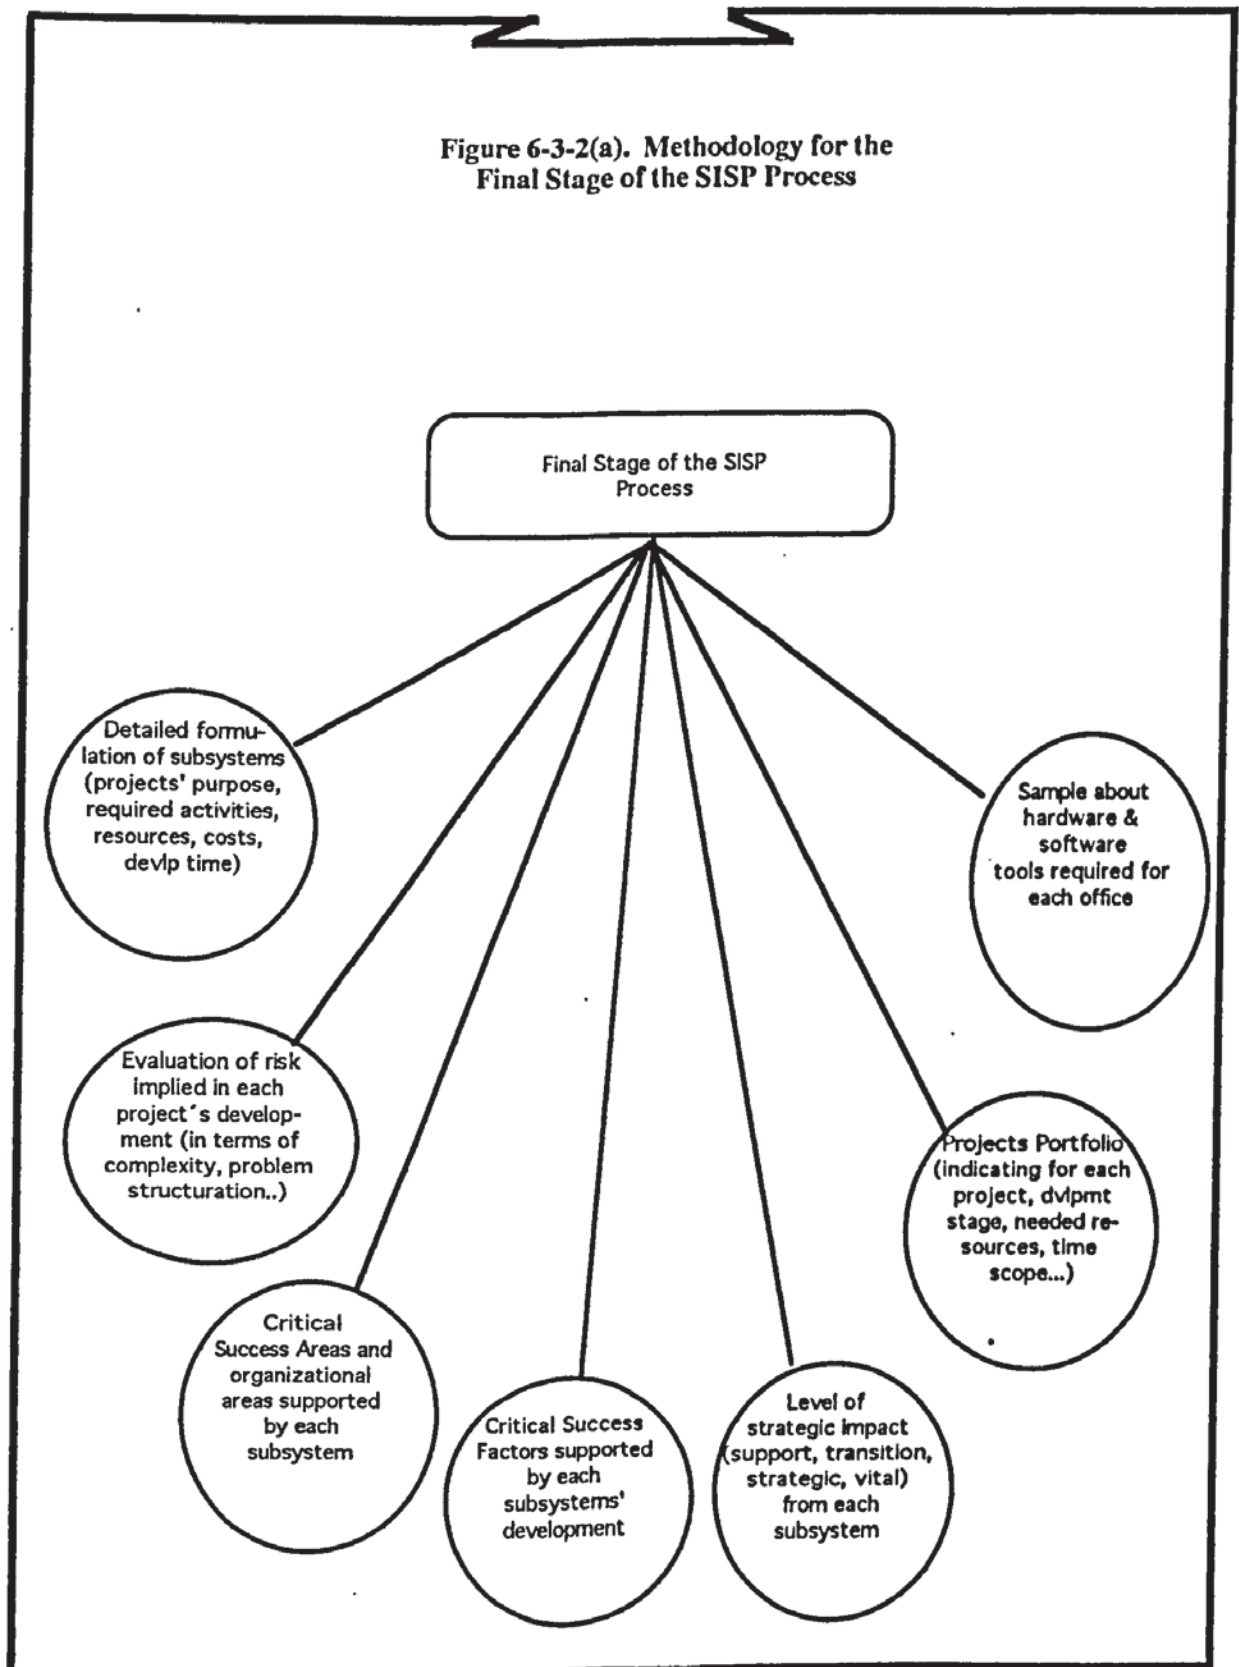 Figure 6-3-2(a). Methodology for the
Final Stage of the SISP Process
Final Stage of the SISP
Process
Detailed formu-
lation of subsystems
(projects' purpose,
required activities,
resources, costs,
devlp time)
Evaluation of risk
implied in each
project´s develop-
ment (in terms of
complexity, problem
structuration..)
Critical
Success Areas and
organizational
areas supported
by each
subsystem
Critical Success
Factors supported
by each
subsystems'
development
Level of
strategic impact
(support, transition,
strategic, vital)
from each
subsystem
Projects Portfolio
(indicating for each
project, dvlpmt
stage, needed re-
sources, time
scope...)
Sample about
hardware &
software
tools required for
each office